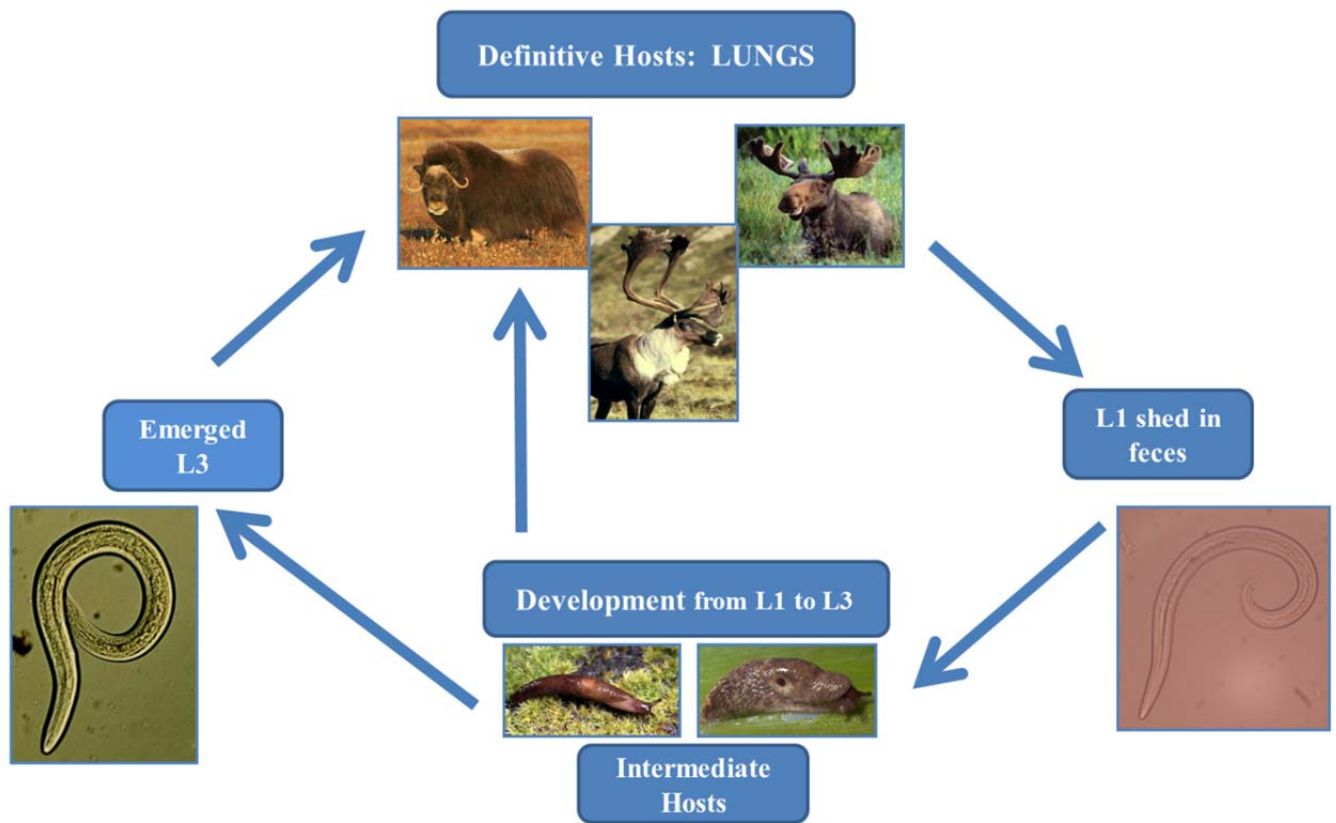 Definitive Hosts: LUNGS
Emerged
L3
L1 shed in
feces
Development from L1 to L3
Intermediate
Hosts